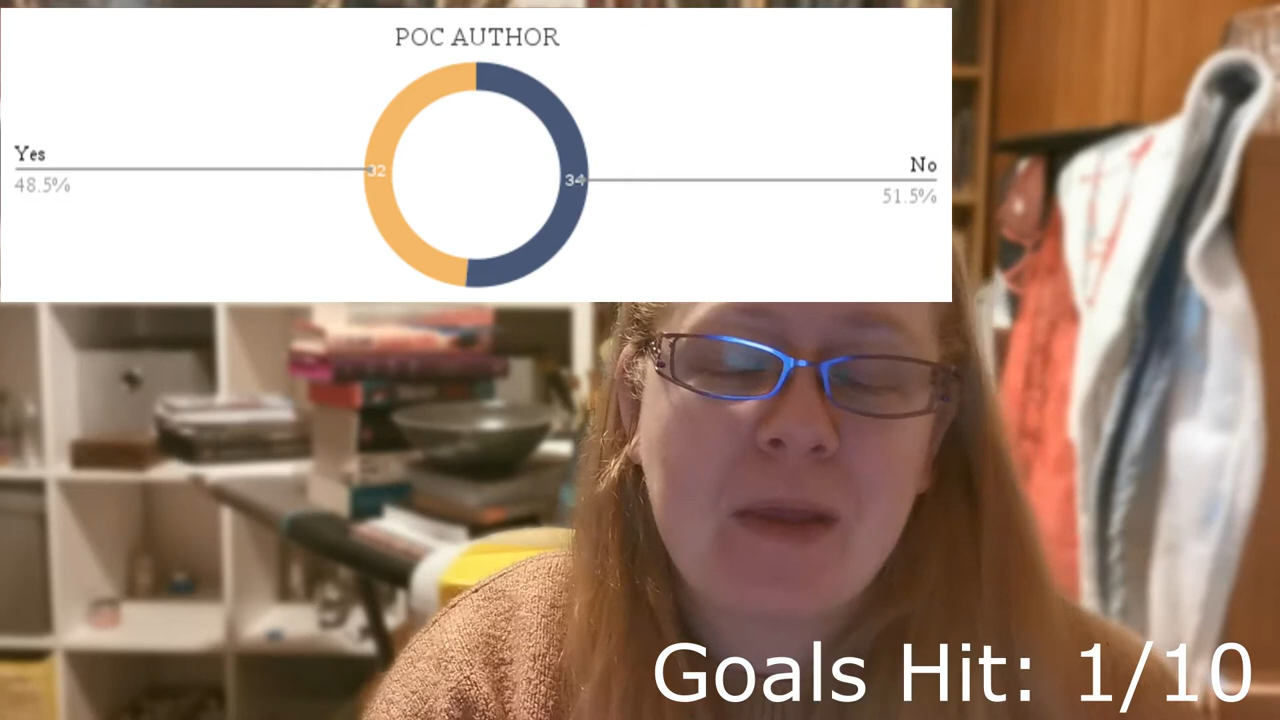 POC AUTHOR
Yes
48.5%
32
34
No
51.5%
Goals Hit: 1/10